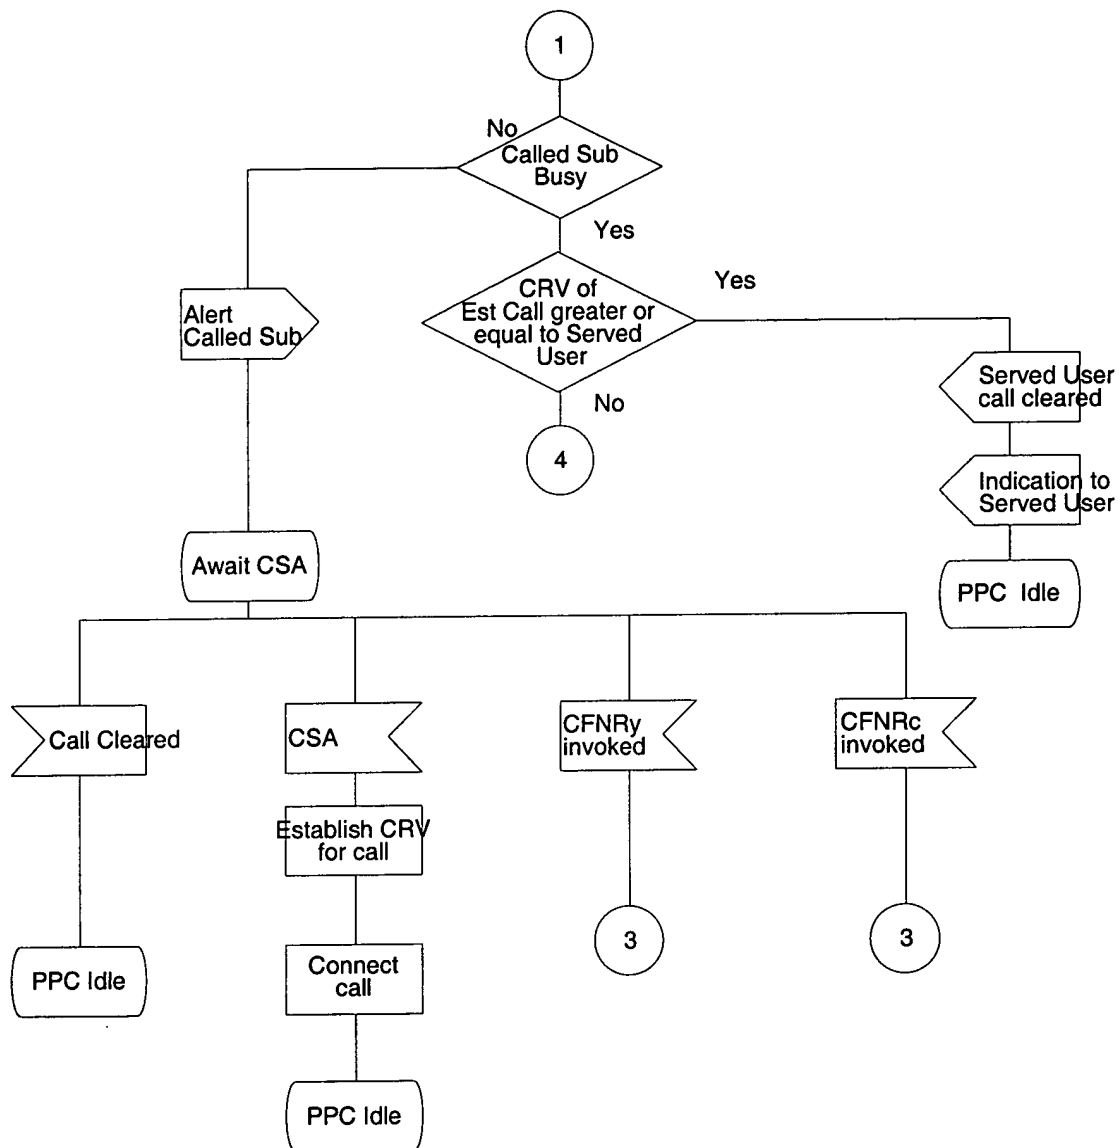 1
No
Called Sub
Busy
Yes
CRV of
Est Call greater or
equal to Served
User
Yes
No
4
Alert
Called Sub
Served User
call cleared
Indication to
Served User
PPC Idle
Await CSA
Call Cleared
CSA
CFNRy
invoked
CFNRc
invoked
Establish CRV
for call
3
3
Connect
call
PPC Idle
PPC Idle